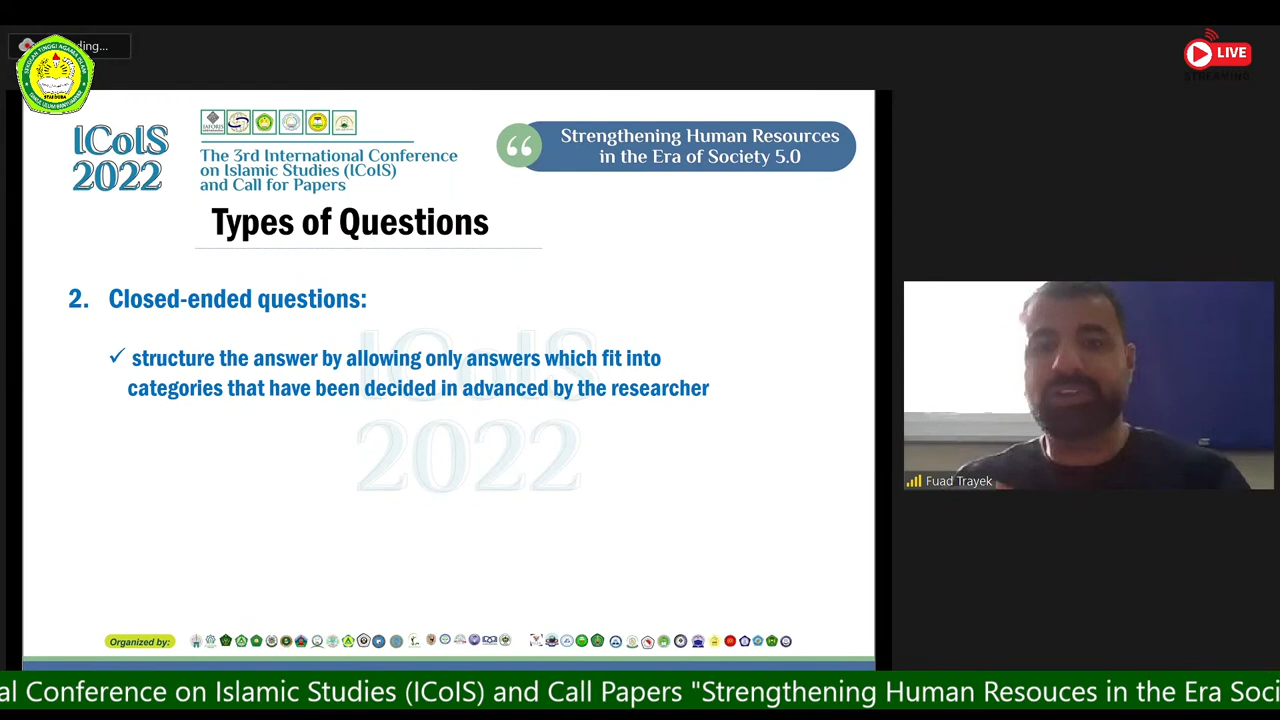 LIVE
STREAMING
ICoIS
2022
The 3rd International Conference
on Islamic Studies (ICoIS)
and Call for Papers
Strengthening Human Resources
in the Era of Society 5.0
Types of Questions
2. Closed-ended questions:
✓ structure the answer by allowing only answers which fit into
categories that have been decided in advanced by the researcher
ICoIS
2022
Fuad Trayek
Organized by:
al Conference on Islamic Studies (ICoIS) and Call Papers "Strengthening Human Resouces in the Era Soci